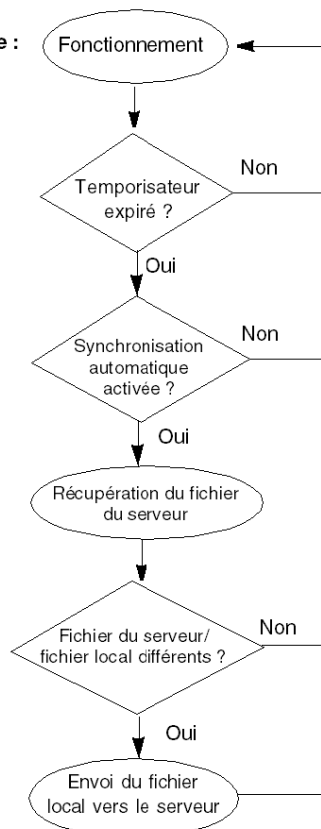 e :
Fonctionnement
Non
Temporisateur
expiré ?
Oui
Non
Synchronisation
automatique
activée ?
Oui
Récupération du fichier
du serveur
Non
Fichier du serveur/
fichier local différents ?
Oui
Envoi du fichier
local vers le serveur